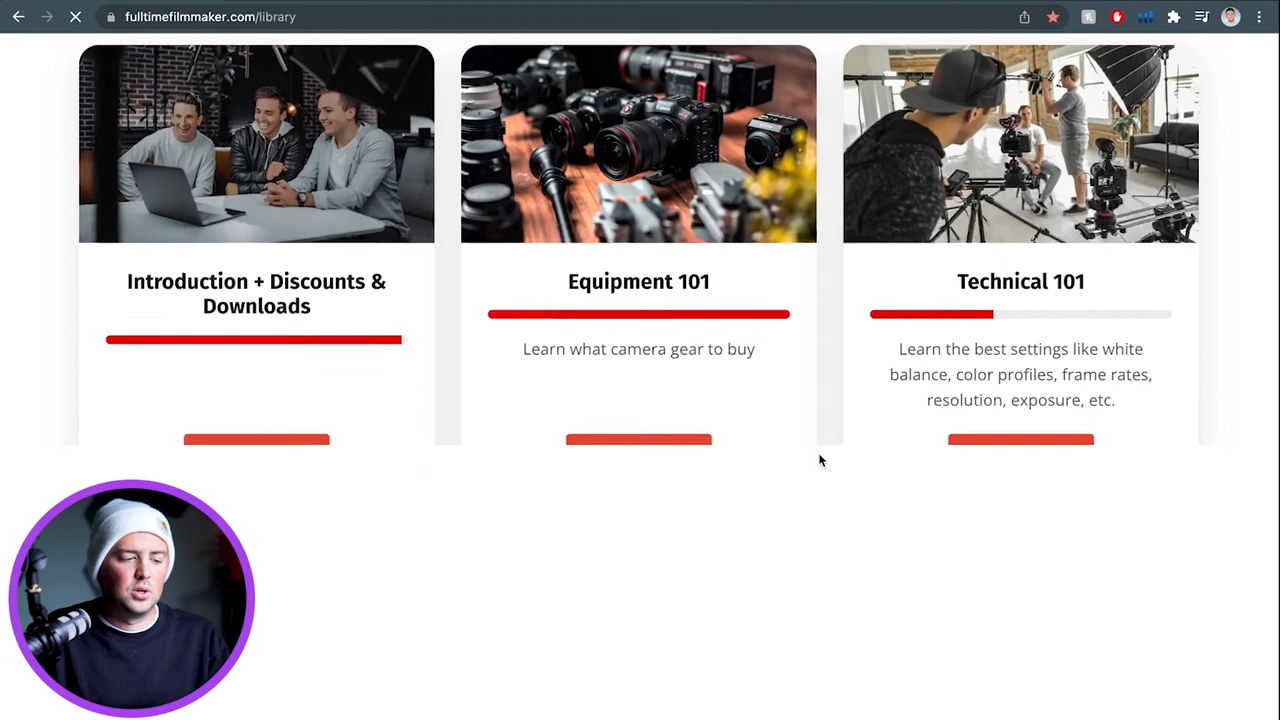 fulltimefilmmaker.com/library
Introduction + Discounts &
Downloads
Equipment 101
Learn what camera gear to buy
Technical 101
Learn the best settings like white
balance, color profiles, frame rates,
resolution, exposure, etc.